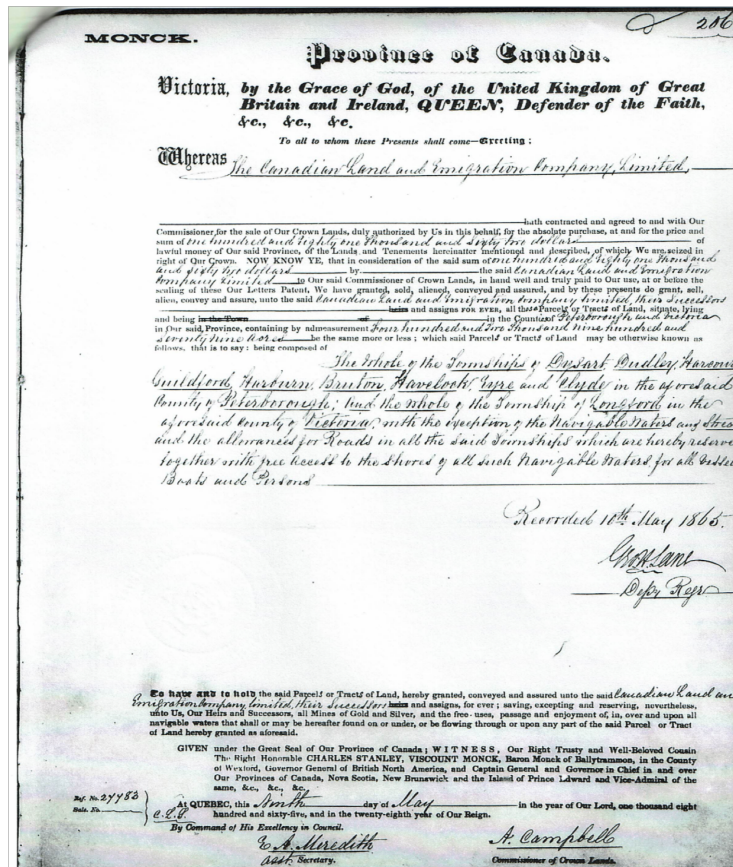 206
MONCK.
Province of Canada.
Victoria, by the Grace of God, of the United Kingdom of Great
Britain and Ireland, QUEEN, Defender of the Faith,
&c., &c., &c.
To all to whom these Presents shall come—Greeting:
Whereas The Canadian Land and Emigration Company, Limited,
hath contracted and agreed to and with Our
Commissioner for the sale of Our Crown Lands, duly authorized by Us in this behalf, for the absolute purchase, at and for the price and
sum of one hundred and eighty one thousand and sixty two dollars of
lawful money of Our said Province, of the Lands and Tenements hereinafter mentioned and described, of which We are seized in
right of Our Crown. NOW KNOW YE, that in consideration of the said sum of one hundred and eighty one thousand
and sixty two dollars by the said Canadian Land and Emigration
Company Limited to Our said Commissioner of Crown Lands, in hand well and truly paid to Our use, at or before the
sealing of these Our Letters Patent, We have granted, sold, aliened, conveyed and assured, and by these presents do grant, sell,
alien, convey and assure, unto the said Canadian Land and Emigration Company limited, their Successors
heirs and assigns FOR EVER, all those Parcels or Tracts of Land, situate, lying
and being in the Town of in the Counties of Peterborough and Victoria
in Our said Province, containing by admeasurement Four hundred and Two Thousand nine hundred and
seventy nine acres be the same more or less; which said Parcels or Tracts of Land may be otherwise known as
follows, that is to say: being composed of
The Whole of the Townships of Dysart, Dudley, Harcour
Guildford, Harburn, Bruton, Havelock, Eyre and Clyde in the aforesaid
County of Peterborough; And the whole of the Township of Longford in the
aforesaid County of Victoria, with the exception of the Navigable Waters and Strea
and the allowances for Roads in all the said Townships which are hereby reserve
together with free access to the Shores of all such Navigable Waters for all Vesse
Boats and Persons
Recorded 10th May 1865.
Geo H Lane
Depy Regr
To have and to hold the said Parcels or Tracts of Land, hereby granted, conveyed and assured unto the said Canadian Land an
Emigration Company, Limited, their Successors heirs and assigns, for ever; saving, excepting and reserving, nevertheless,
unto Us, Our Heirs and Successors, all Mines of Gold and Silver, and the free uses, passage and enjoyment of, in, over and upon all
navigable waters that shall or may be hereafter found on or under, or be flowing through or upon any part of the said Parcel or Tract
of Land hereby granted as aforesaid.
GIVEN under the Great Seal of Our Province of Canada; WITNESS, Our Right Trusty and Well-Beloved Cousin
The Right Honorable CHARLES STANLEY, VISCOUNT MONCK, Baron Monck of Ballytrammon, in the County
of Wexford, Governor General of British North America, and Captain General and Governor in Chief in and over
Our Provinces of Canada, Nova Scotia, New Brunswick and the Island of Prince Edward and Vice-Admiral of the
same, &c., &c., &c.
Ref. No. 27783
Sale. No.
C.L.S.
At QUEBEC, this Ninth day of May in the year of Our Lord, one thousand eight
hundred and sixty-five, and in the twenty-eighth year of Our Reign.
By Command of His Excellency in Council.
E A Meredith
Asst. Secretary.
A. Campbell
Commissioner of Crown Lands.